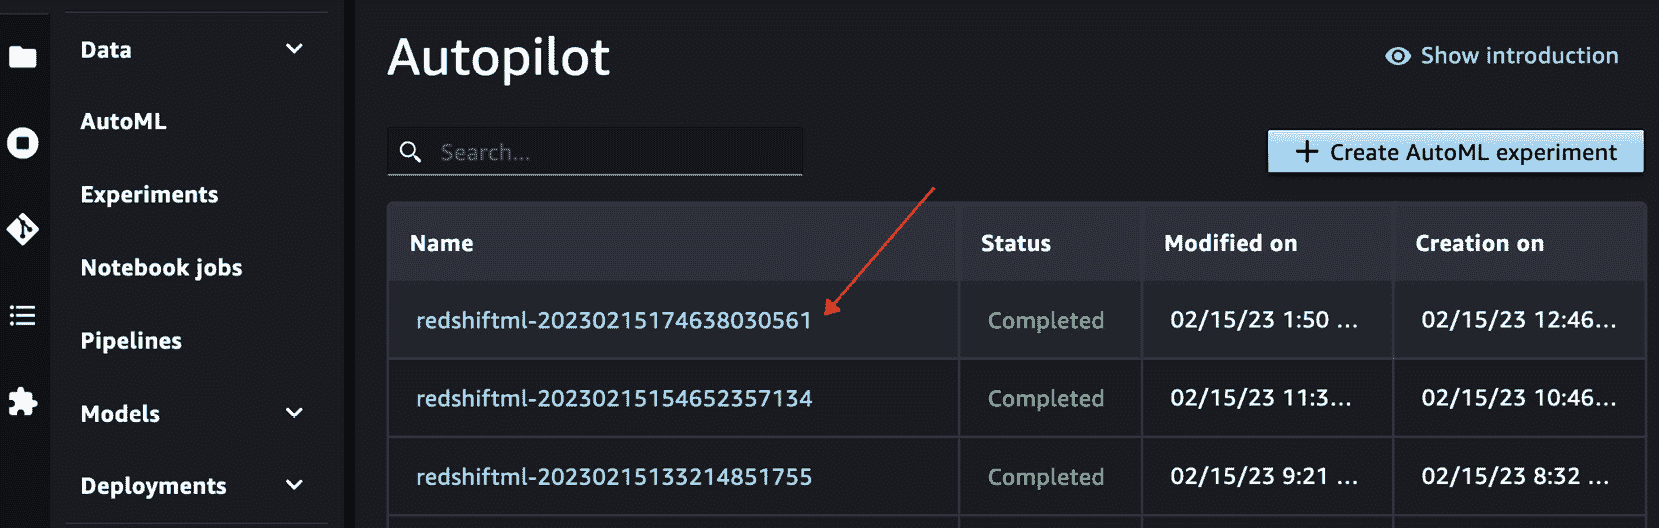 Data
AutoML
Experiments
Notebook jobs
Pipelines
Models
Deployments
Autopilot
Show introduction
Search...
+ Create AutoML experiment
Name Status Modified on Creation on
redshiftml-20230215174638030561 Completed 02/15/23 1:50 ... 02/15/23 12:46...
redshiftml-20230215154652357134 Completed 02/15/23 11:3... 02/15/23 10:46...
redshiftml-20230215133214851755 Completed 02/15/23 9:21 ... 02/15/23 8:32 ...